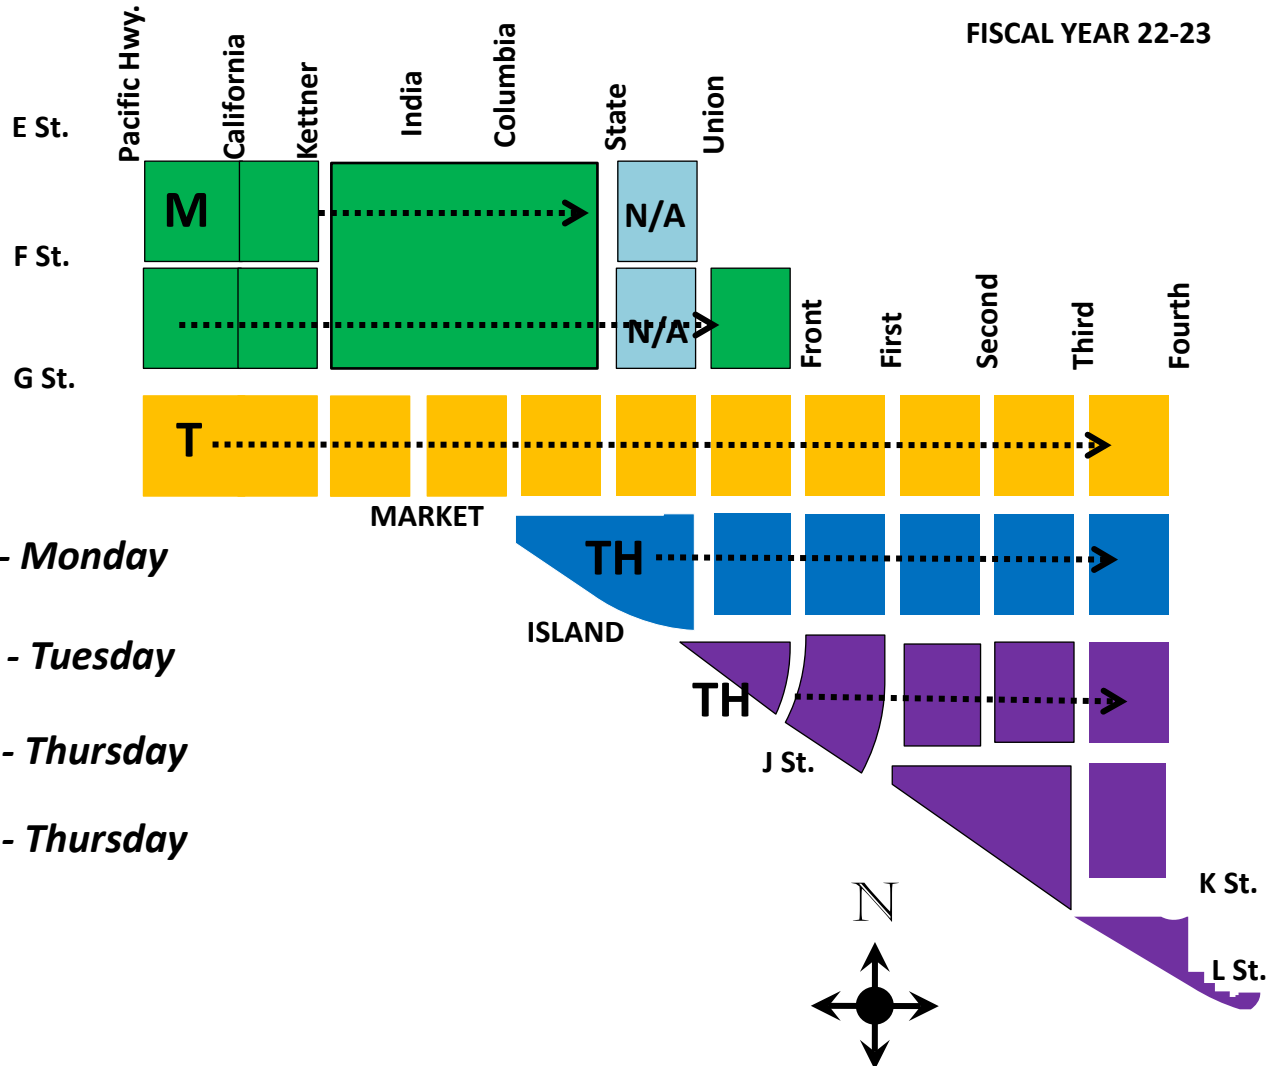 FISCAL YEAR 22-23
Pacific Hwy.
California
Kettner
India
Columbia
State
Union
E St.
M
N/A
F St.
N/A
Front
First
Second
Third
Fourth
G St.
T
MARKET
- Monday
TH
ISLAND
- Tuesday
TH
- Thursday
J St.
- Thursday
K St.
N
L St.